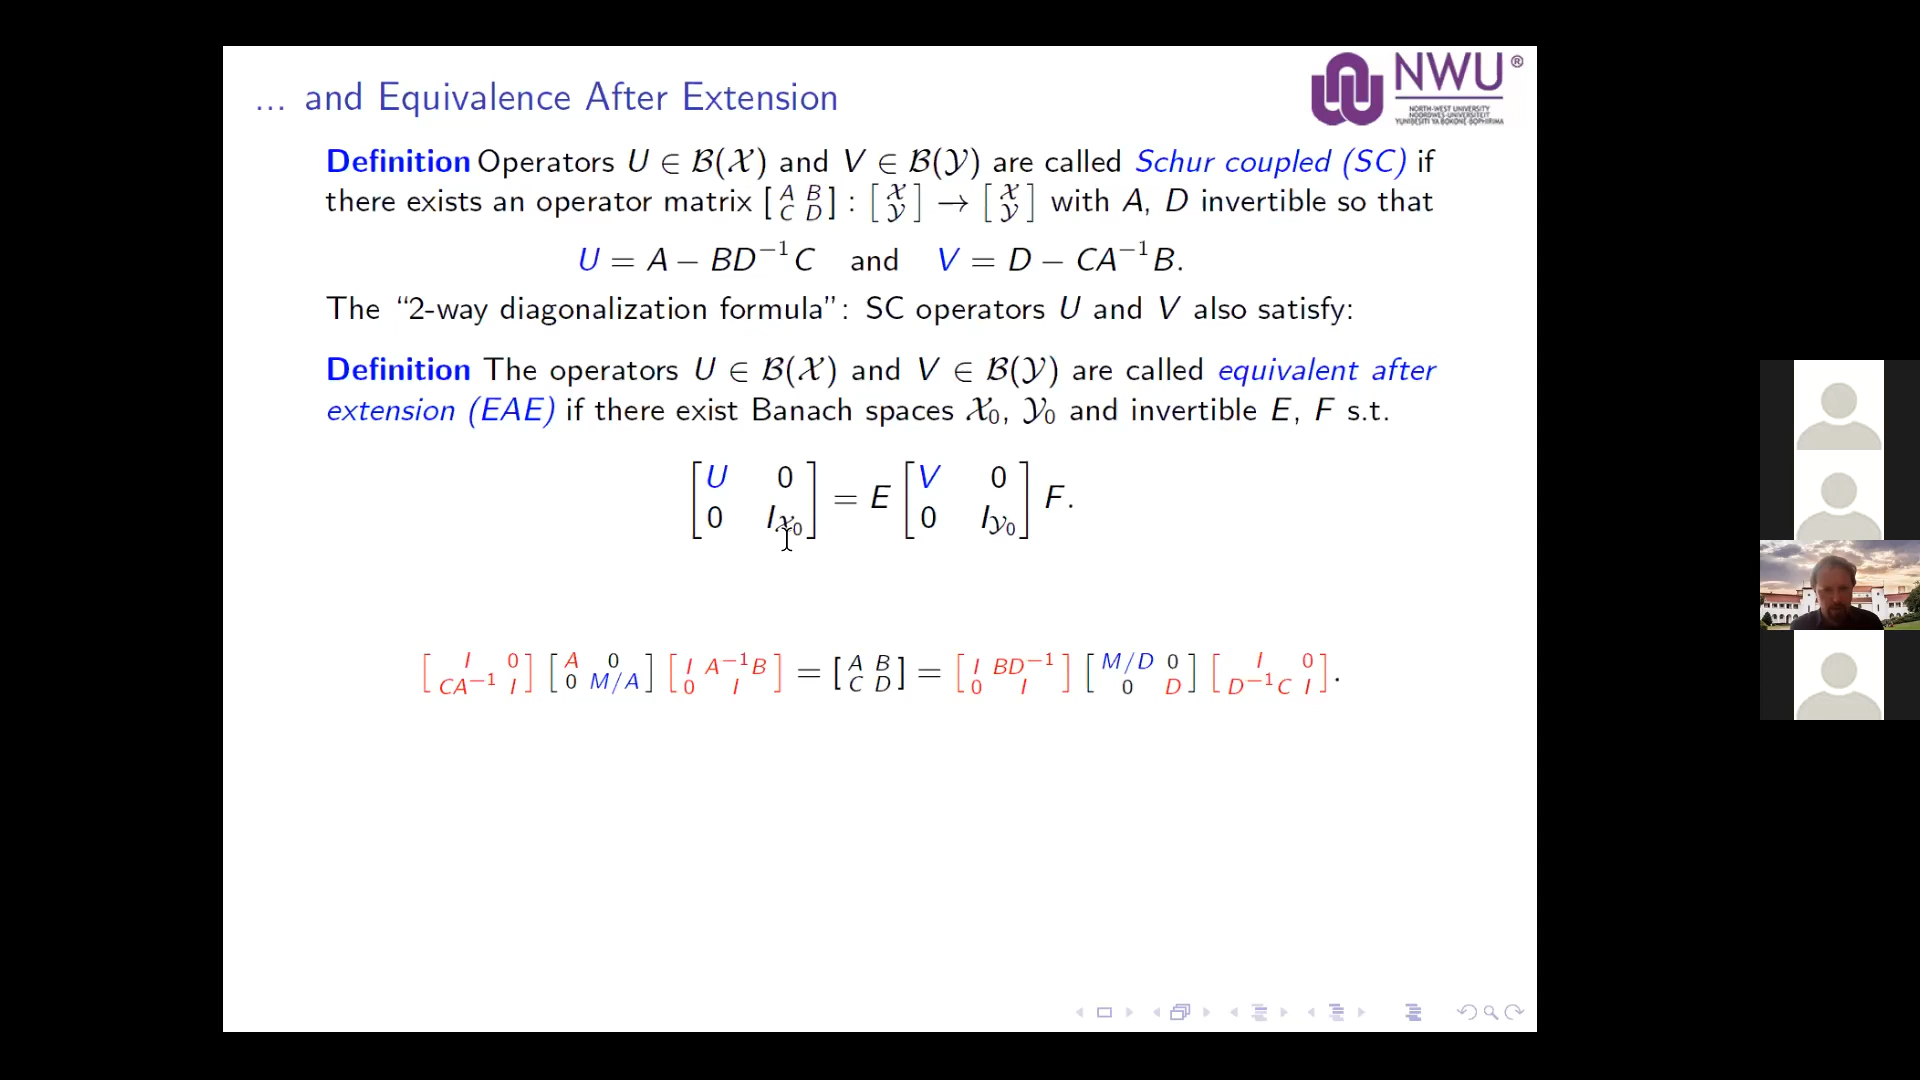 ... and Equivalence After Extension
NWU®
NORTH-WEST UNIVERSITY
NOORDWES-UNIVERSITEIT
YUNIBESITI YA BOKONE-BOPHIRIMA
Definition Operators U ∈ B(X) and V ∈ B(Y) are called Schur coupled (SC) if
there exists an operator matrix [A B; C D] : [X; Y] → [X; Y] with A, D invertible so that
U = A − BD⁻¹C and V = D − CA⁻¹B.
The “2-way diagonalization formula”: SC operators U and V also satisfy:
Definition The operators U ∈ B(X) and V ∈ B(Y) are called equivalent after
extension (EAE) if there exist Banach spaces X₀, Y₀ and invertible E, F s.t.
[U 0; 0 I_X₀] = E [V 0; 0 I_Y₀] F.
[I 0; CA⁻¹ I] [A 0; 0 M/A] [I A⁻¹B; 0 I] = [A B; C D] = [I BD⁻¹; 0 I] [M/D 0; 0 D] [I 0; D⁻¹C I].